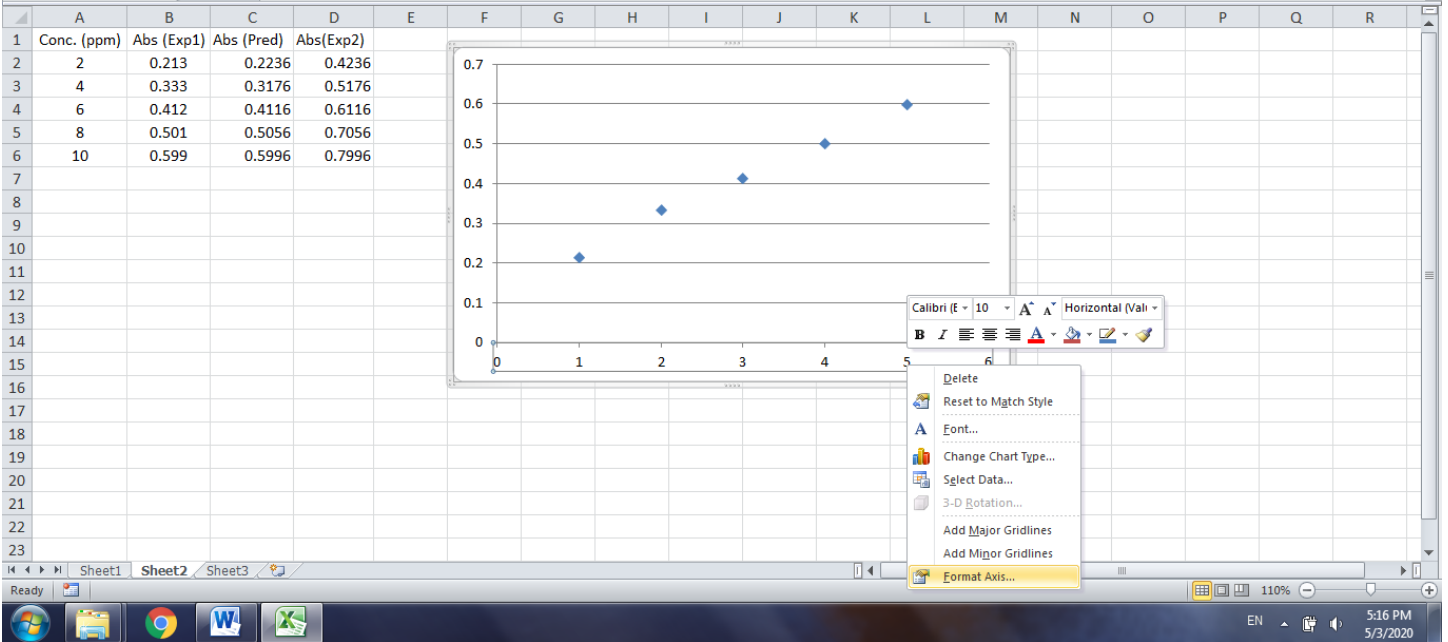 A B C D E F G H I J K L M N O P Q R
1 Conc. (ppm) Abs (Exp1) Abs (Pred) Abs(Exp2)
2 2 0.213 0.2236 0.4236
3 4 0.333 0.3176 0.5176
4 6 0.412 0.4116 0.6116
5 8 0.501 0.5056 0.7056
6 10 0.599 0.5996 0.7996
7
8
9
10
11
12
13
14
15
16
17
18
19
20
21
22
23
0.7
0.6
0.5
0.4
0.3
0.2
0.1
0
0 1 2 3 4 5 6
Calibri (E 10 A A Horizontal (Valu
B I A
Delete
Reset to Match Style
A Font...
Change Chart Type...
Select Data...
3-D Rotation...
Add Major Gridlines
Add Minor Gridlines
Format Axis...
Sheet1 Sheet2 Sheet3
Ready 110%
W X EN 5:16 PM
5/3/2020